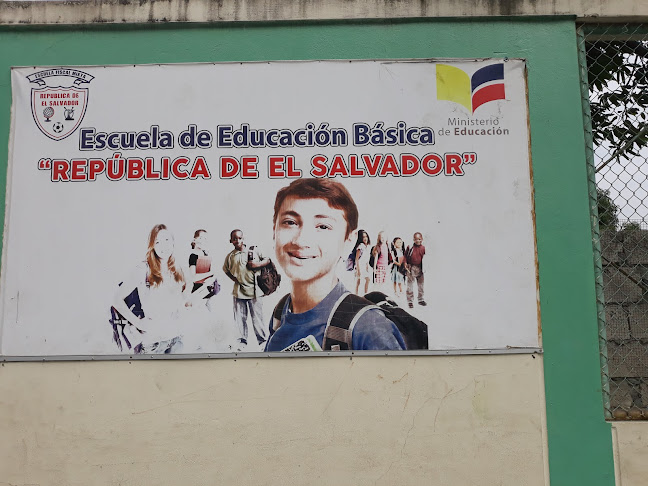 ESCUELA FISCAL MIXTA
REPÚBLICA DE
EL SALVADOR
Ministerio
de Educación
Escuela de Educación Básica
“REPÚBLICA DE EL SALVADOR”